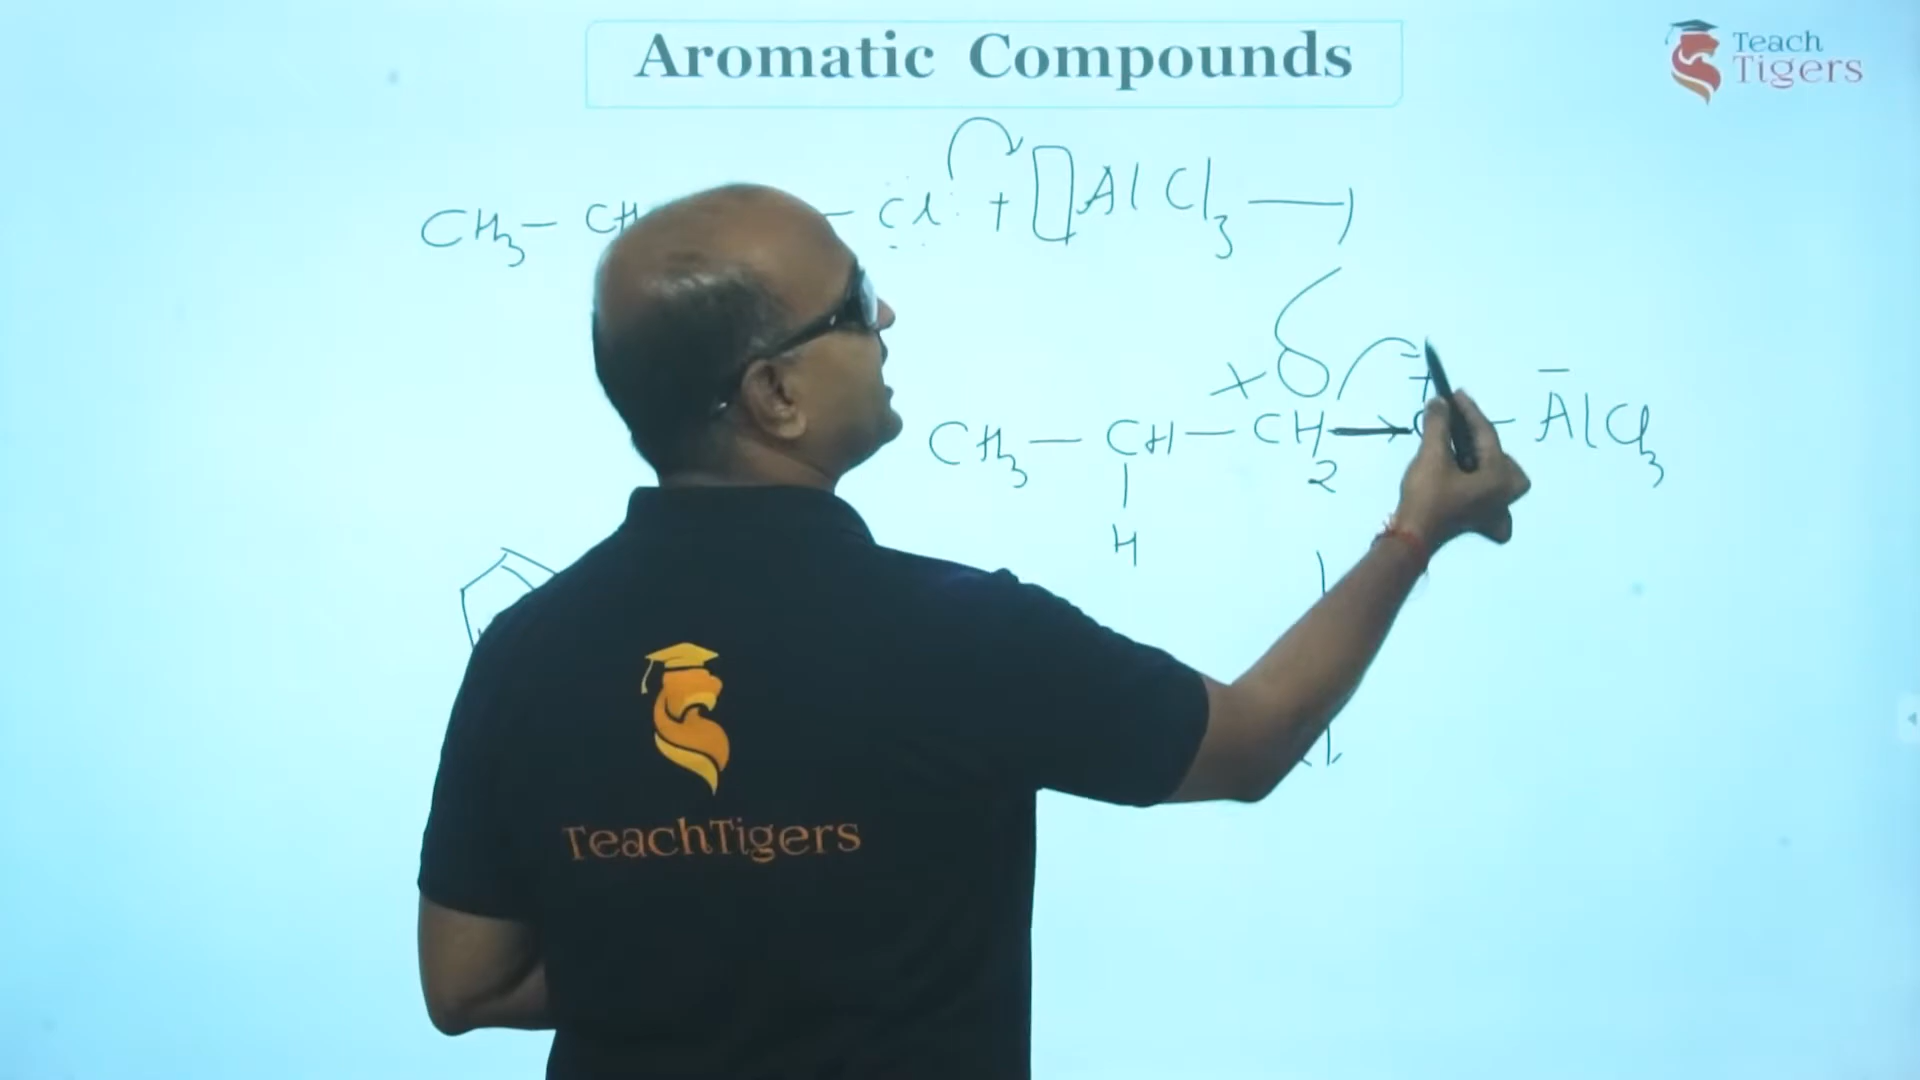 Aromatic Compounds
Teach
Tigers
CH3 — CH — Cl + AlCl3 →
δ+
CH3 — CH — CH2 → — AlCl3
H
TeachTigers